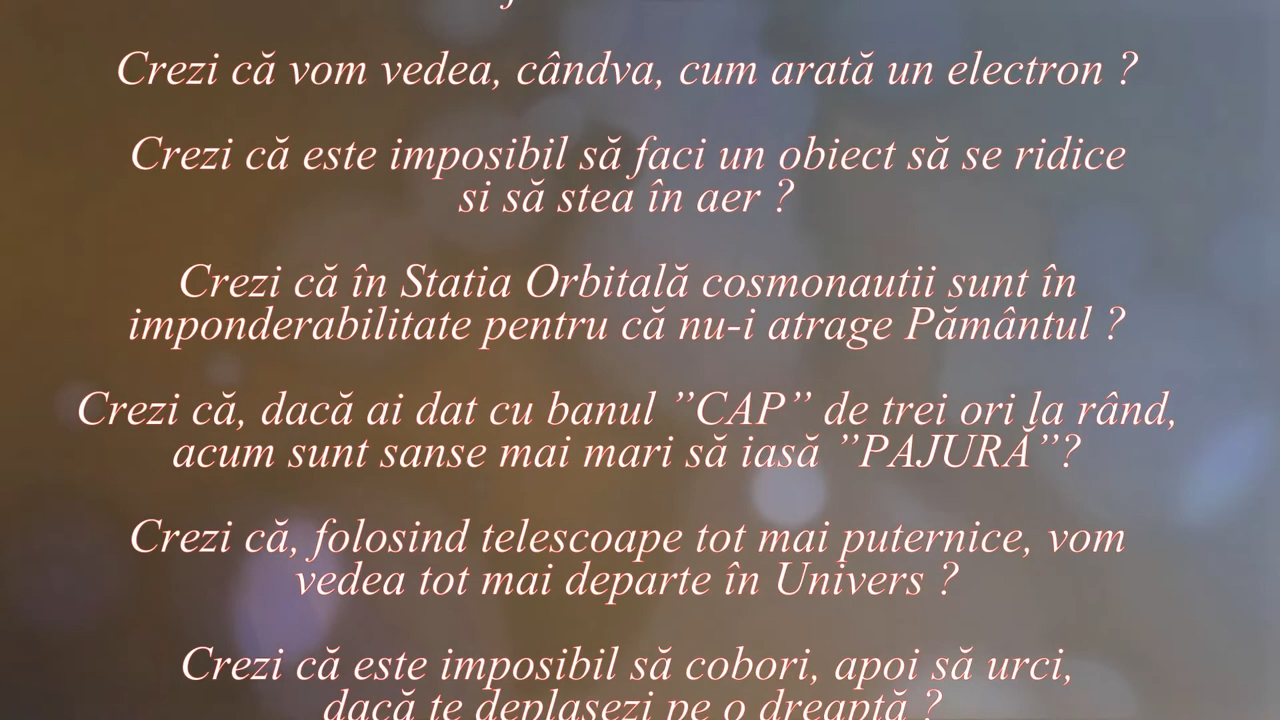 Crezi că vom vedea, cândva, cum arată un electron ?
Crezi că este imposibil să faci un obiect să se ridice
si să stea în aer ?
Crezi că în Statia Orbitală cosmonautii sunt în
imponderabilitate pentru că nu-i atrage Pământul ?
Crezi că, dacă ai dat cu banul ”CAP” de trei ori la rând,
acum sunt sanse mai mari să iasă ”PAJURĂ”?
Crezi că, folosind telescoape tot mai puternice, vom
vedea tot mai departe în Univers ?
Crezi că este imposibil să cobori, apoi să urci,
dacă te deplasezi pe o dreaptă ?